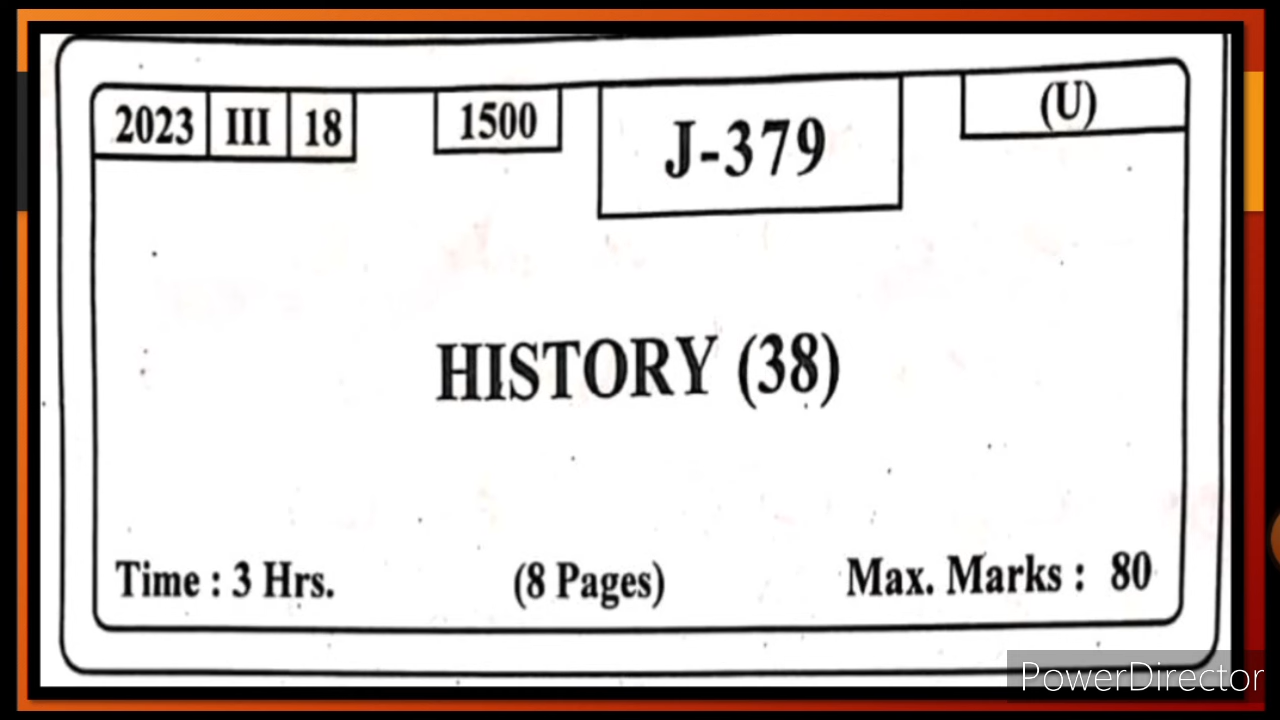 2023 III 18 1500 J-379 (U)
HISTORY (38)
Time : 3 Hrs. (8 Pages) Max. Marks : 80
PowerDirector